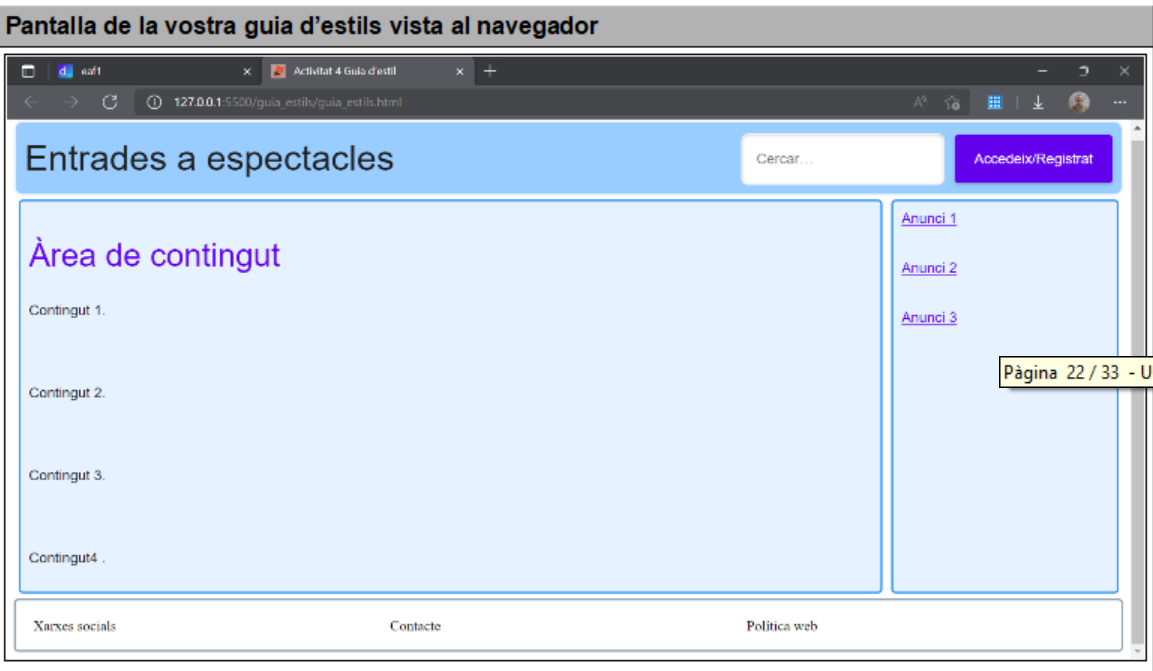 Pantalla de la vostra guia d'estils vista al navegador
eaf1
Activitat 4 Guia d'estil
127.0.0.1:5500/guia_estils/guia_estils.html
Entrades a espectacles
Cercar...
Accedeix/Registrat
Àrea de contingut
Contingut 1.
Contingut 2.
Contingut 3.
Contingut4 .
Anunci 1
Anunci 2
Anunci 3
Pàgina 22 / 33 - U
Xarxes socials
Contacte
Política web